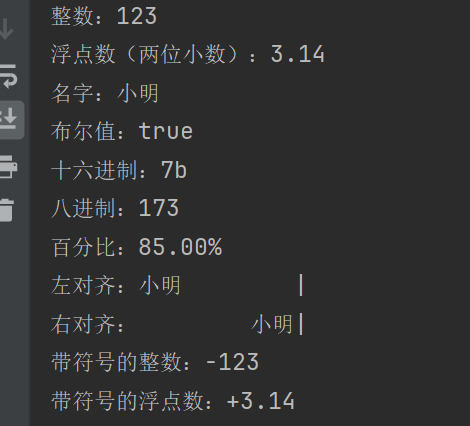 整数：123
浮点数（两位小数）：3.14
名字：小明
布尔值：true
十六进制：7b
八进制：173
百分比：85.00%
左对齐：小明        |
右对齐：        小明|
带符号的整数：-123
带符号的浮点数：+3.14